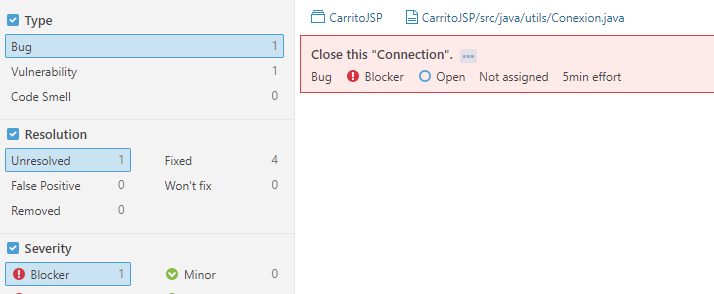 Type
Bug 1
Vulnerability 1
Code Smell 0
Resolution
Unresolved 1 Fixed 4
False Positive 0 Won't fix 0
Removed 0
Severity
Blocker 1 Minor 0
CarritoJSP CarritoJSP/src/java/utils/Conexion.java
Close this "Connection". ...
Bug Blocker Open Not assigned 5min effort